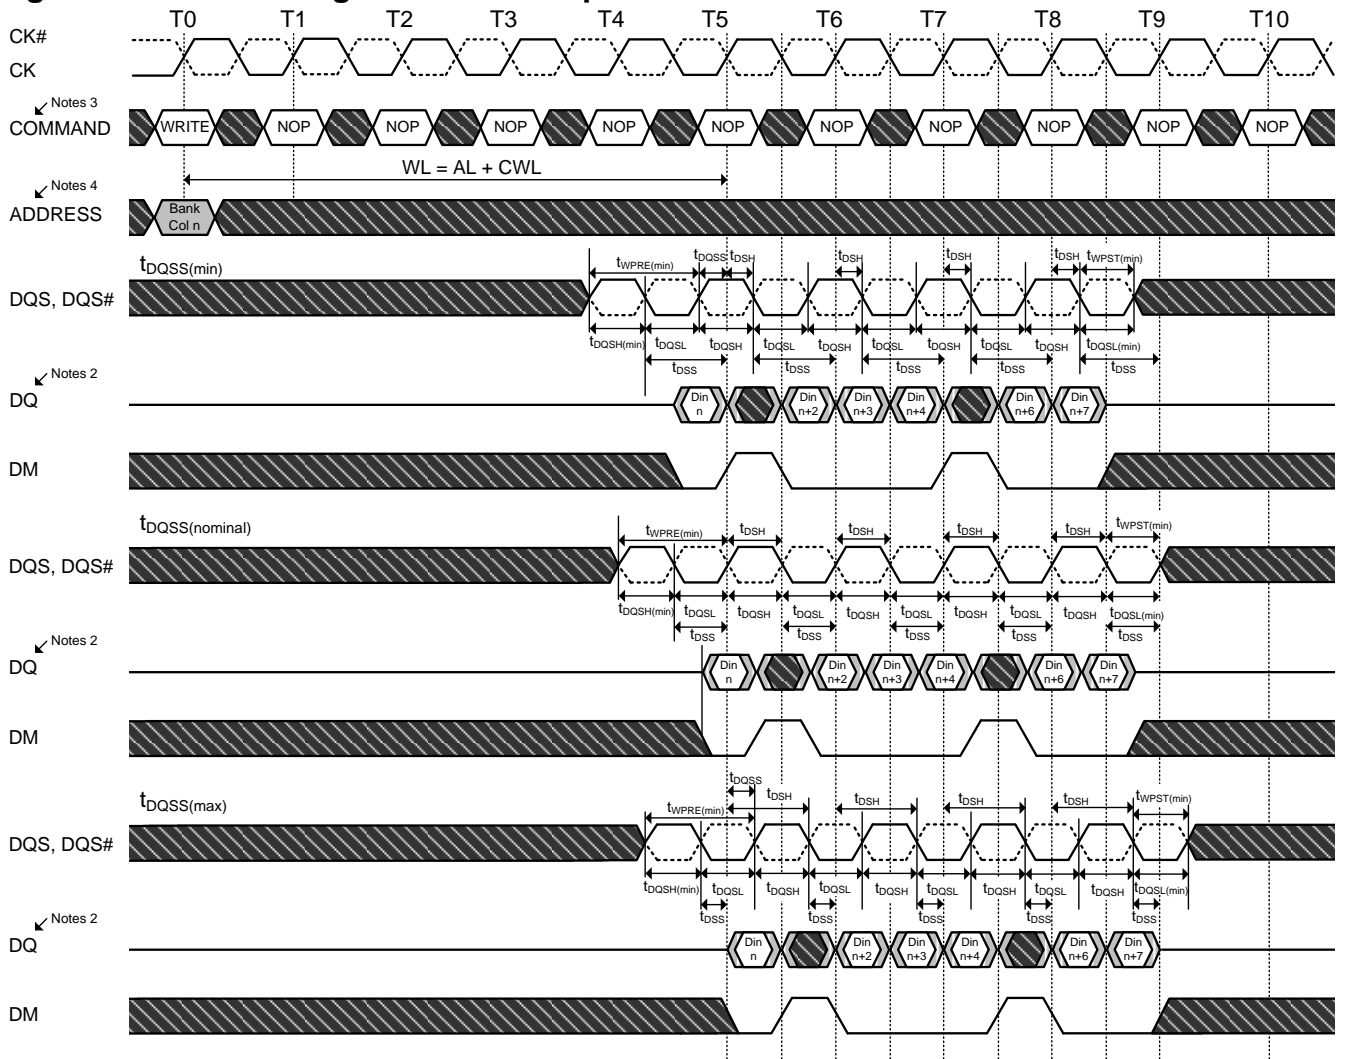 T0 T1 T2 T3 T4 T5 T6 T7 T8 T9 T10
CK#
CK
Notes 3
COMMAND WRITE NOP NOP NOP NOP NOP NOP NOP NOP NOP NOP
WL = AL + CWL
Notes 4
ADDRESS
Bank
Col n
tDQSS(min)
tWPRE(min) tDQSS tDSH tDSH tDSH tDSH tWPST(min)
DQS, DQS#
tDQSH(min) tDQSL tDQSH tDQSL tDQSH tDQSL tDQSH tDQSL tDQSH tDQSL(min)
tDSS tDSS tDSS tDSS tDSS
Notes 2
DQ
Din n
Din n+2
Din n+3
Din n+4
Din n+6
Din n+7
DM
tDQSS(nominal)
tWPRE(min) tDSH tDSH tDSH tDSH tWPST(min)
DQS, DQS#
tDQSH(min) tDQSL tDQSH tDQSL tDQSH tDQSL tDQSH tDQSL tDQSH tDQSL(min)
tDSS tDSS tDSS tDSS tDSS
Notes 2
DQ
Din n
Din n+2
Din n+3
Din n+4
Din n+6
Din n+7
DM
tDQSS
tDQSS(max)
tWPRE(min) tDSH tDSH tDSH tDSH tWPST(min)
DQS, DQS#
tDQSH(min) tDQSL tDQSH tDQSL tDQSH tDQSL tDQSH tDQSL tDQSH tDQSL(min)
tDSS tDSS tDSS tDSS tDSS
Notes 2
DQ
Din n
Din n+2
Din n+3
Din n+4
Din n+6
Din n+7
DM